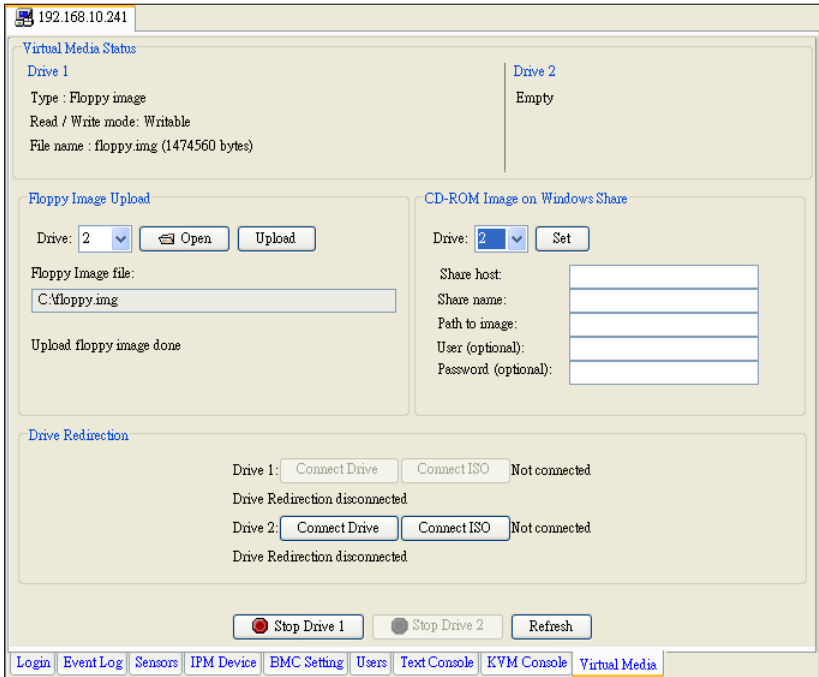 192.168.10.241
Virtual Media Status
Drive 1
Type : Floppy image
Read / Write mode: Writable
File name : floppy.img (1474560 bytes)
Drive 2
Empty
Floppy Image Upload
Drive: 2 Open Upload
Floppy Image file:
C:\floppy.img
Upload floppy image done
CD-ROM Image on Windows Share
Drive: 2 Set
Share host:
Share name:
Path to image:
User (optional):
Password (optional):
Drive Redirection
Drive 1: Connect Drive Connect ISO Not connected
Drive Redirection disconnected
Drive 2: Connect Drive Connect ISO Not connected
Drive Redirection disconnected
Stop Drive 1 Stop Drive 2 Refresh
Login Event Log Sensors IPM Device BMC Setting Users Text Console KVM Console Virtual Media